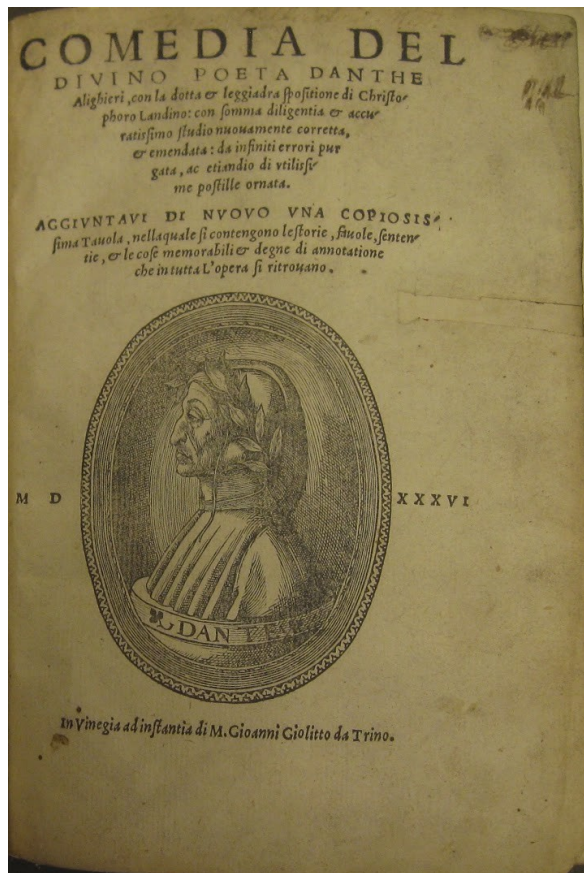 COMEDIA DEL
DIVINO POETA DANTHE
Alighieri, con la dotta & leggiadra ſpoſitione di Chriſto-
phoro Landino: con ſomma diligentia & accu-
ratiſſimo ſtudio nuouamente corretta,
& emendata: da infiniti errori pur
gata, ac etiandio di vtiliſſi-
me poſtille ornata.
AGGIVNTAVI DI NVOVO VNA COPIOSIS-
ſima Tauola, nellaquale ſi contengono leſtorie, fauole, ſenten-
tie, & le coſe memorabili & degne di annotatione
che in tutta L'opera ſi ritrouano.
M D XXXVI
DANTE
In Vinegia ad inſtantia di M. Gioanni Giolitto da Trino.